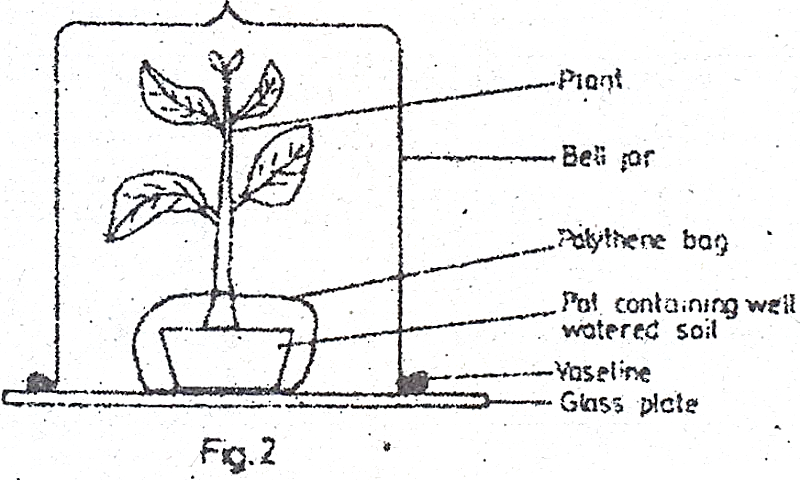 Plant
Bell jar
Polythene bag
Pot containing well
watered soil
Vaseline
Glass plate
Fig. 2